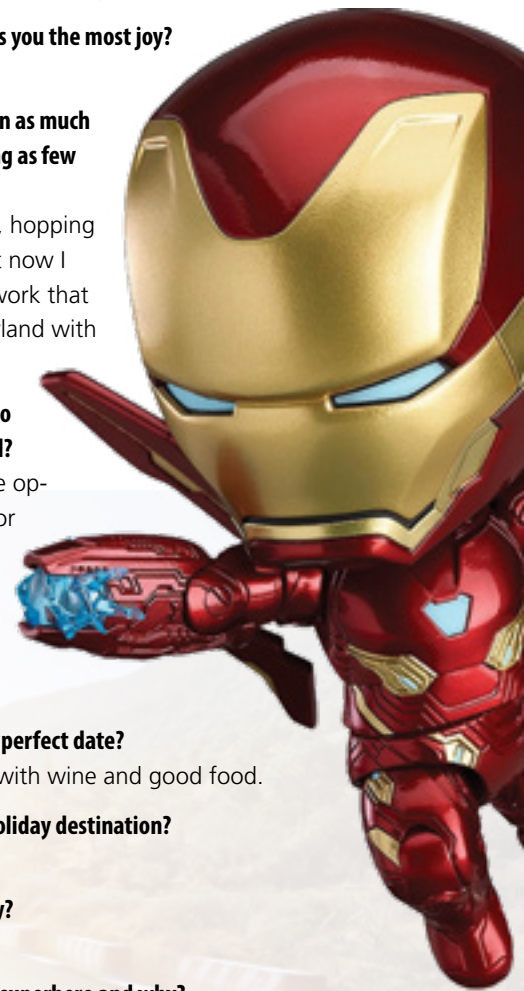 s you the most joy?
n as much
g as few
, hopping
t now I
work that
land with
o
l?
e op-
or
perfect date?
with wine and good food.
oliday destination?
y?
superhero and why?